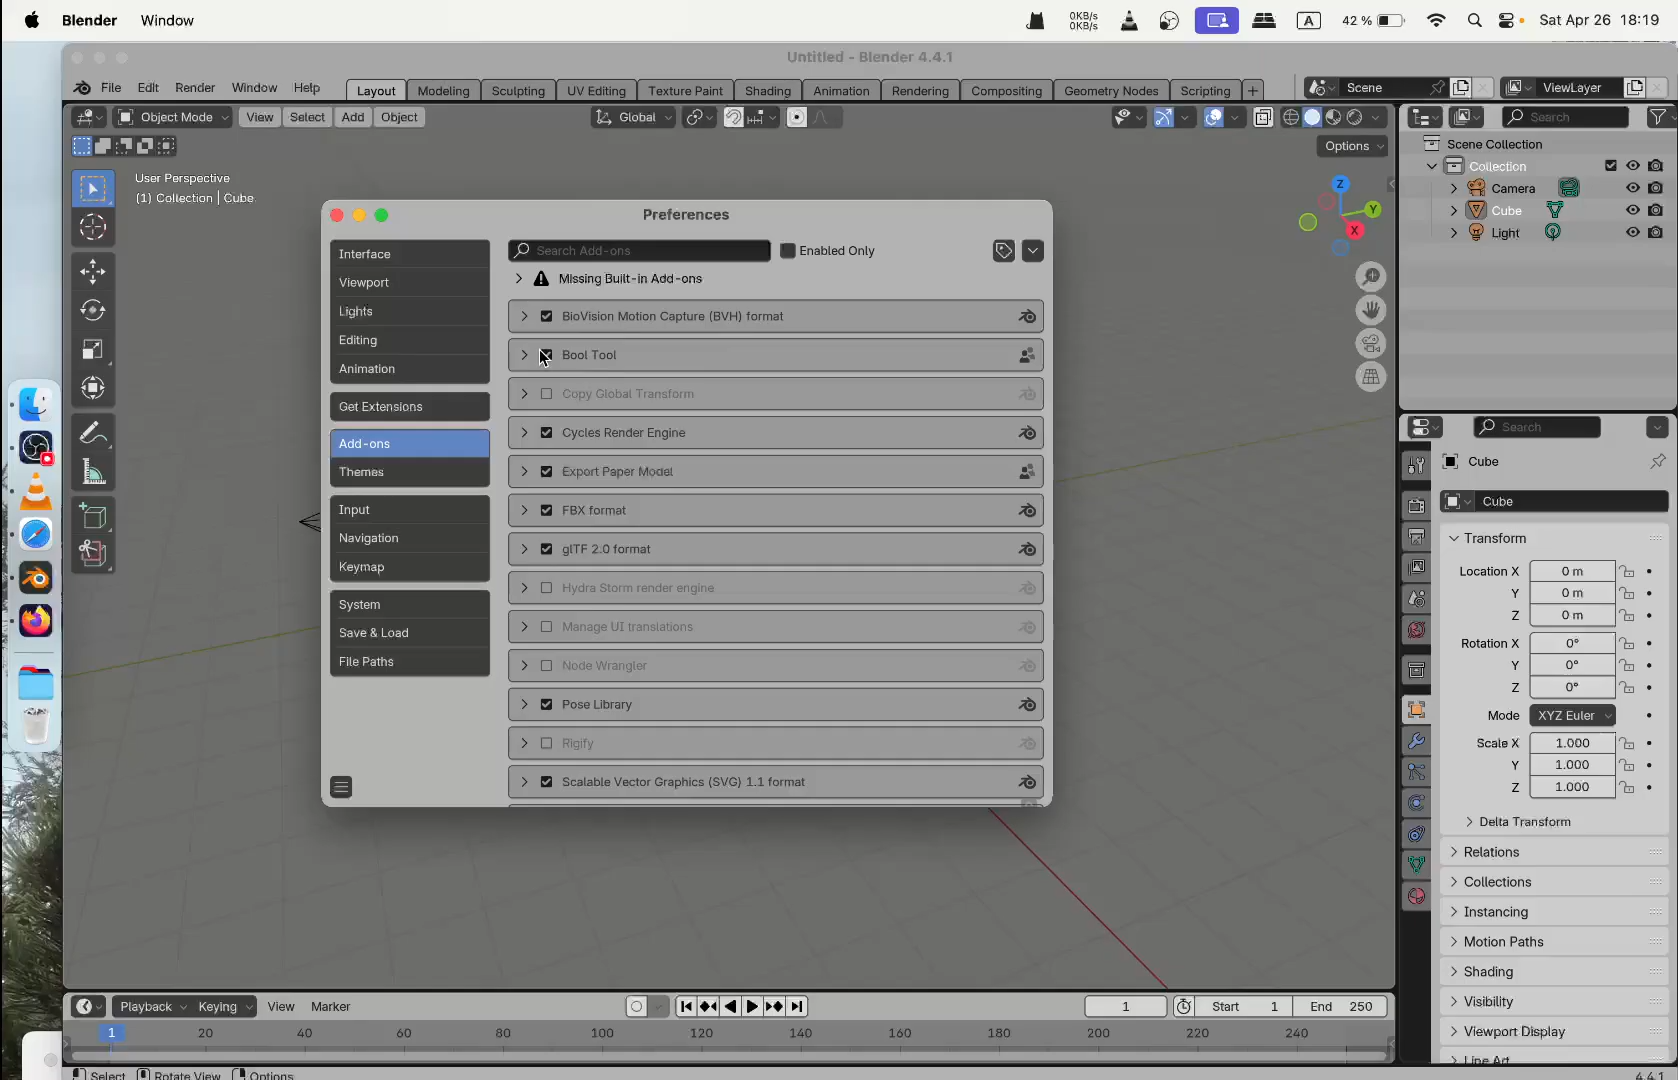 Blender Window 0KB/s 0KB/s A 42 % Sat Apr 26 18:19
Untitled - Blender 4.4.1
File Edit Render Window Help Layout Modeling Sculpting UV Editing Texture Paint Shading Animation Rendering Compositing Geometry Nodes Scripting + Scene ViewLayer
Object Mode View Select Add Object Global Search
Options
User Perspective
(1) Collection | Cube
Z
Y
X
Scene Collection
Collection
Camera
Cube
Light
Preferences
Interface
Viewport
Lights
Editing
Animation
Get Extensions
Add-ons
Themes
Input
Navigation
Keymap
System
Save & Load
File Paths
Search Add-ons Enabled Only
Missing Built-in Add-ons
BioVision Motion Capture (BVH) format
Bool Tool
Copy Global Transform
Cycles Render Engine
Export Paper Model
FBX format
glTF 2.0 format
Hydra Storm render engine
Manage UI translations
Node Wrangler
Pose Library
Rigify
Scalable Vector Graphics (SVG) 1.1 format
Search
Cube
Cube
Transform
Location X 0 m
Y 0 m
Z 0 m
Rotation X 0°
Y 0°
Z 0°
Mode XYZ Euler
Scale X 1.000
Y 1.000
Z 1.000
Delta Transform
Relations
Collections
Instancing
Motion Paths
Shading
Visibility
Viewport Display
Line Art
Playback Keying View Marker 1 Start 1 End 250
1 20 40 60 80 100 120 140 160 180 200 220 240
Select Rotate View Options 4.4.1